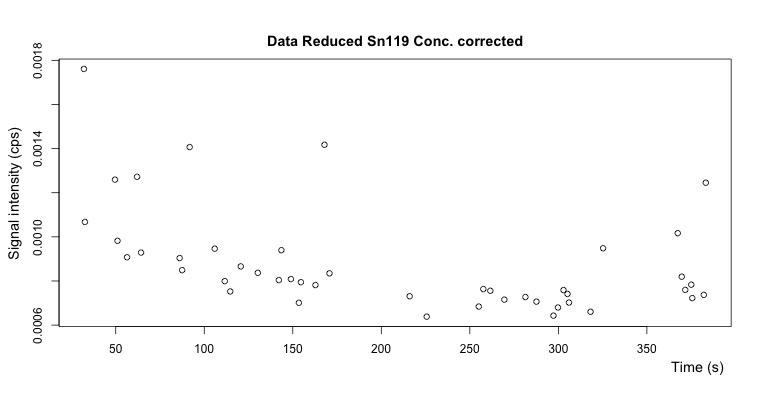 Data Reduced Sn119 Conc. corrected
Signal intensity (cps)
0.0018
0.0014
0.0010
0.0006
50 100 150 200 250 300 350
Time (s)